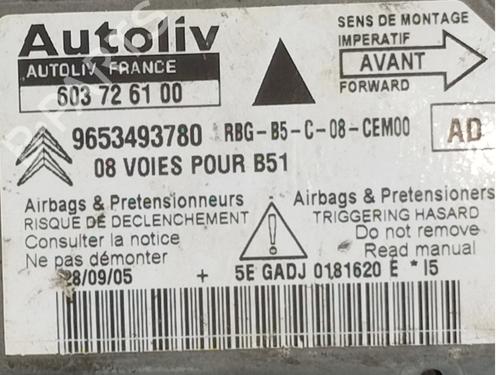 Autoliv
AUTOLIV FRANCE
603 72 61 00
SENS DE MONTAGE
IMPERATIF
AVANT
FORWARD
9653493780 RBG-B5-C-08-CEM00
AD
08 VOIES POUR B51
Airbags & Pretensionneurs
RISQUE DE DECLENCHEMENT
Consulter la notice
Ne pas démonter
Airbags & Pretensioners
TRIGGERING HASARD
Do not remove
Read manual
28/09/05 + 5E GADJ 0181620 E * 15